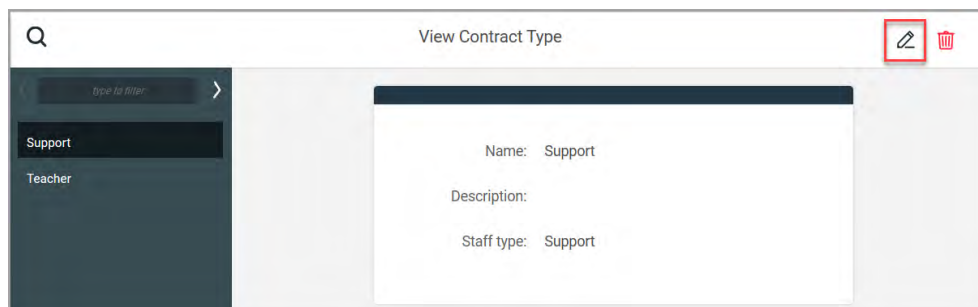 View Contract Type
type to filter
Support
Teacher
Name: Support
Description:
Staff type: Support